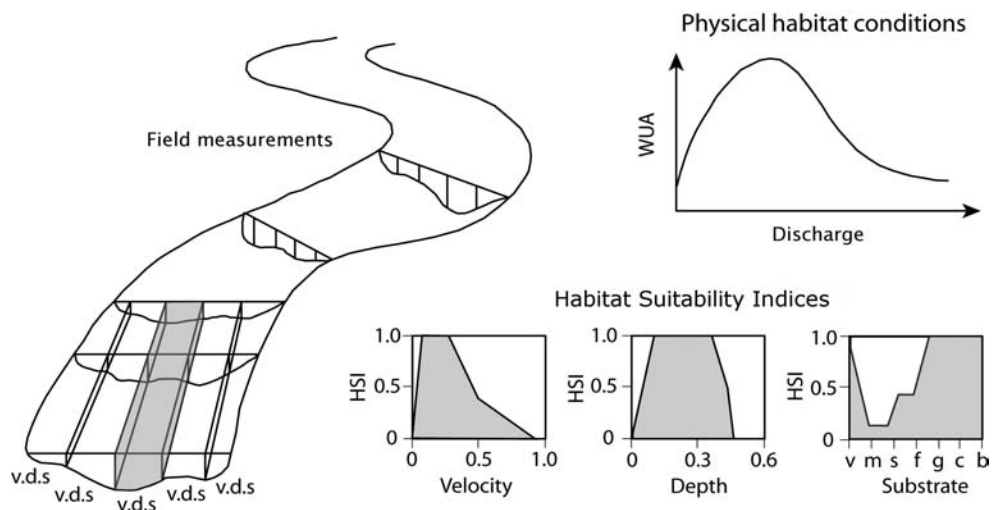 Physical habitat conditions
Field measurements
WUA
Discharge
Habitat Suitability Indices
1.0
0.5
0
HSI
0
0.5
1.0
Velocity
1.0
0.5
0
HSI
0
0.3
0.6
Depth
1.0
0.5
0
HSI
v m s f g c b
Substrate
v.d.s
v.d.s
v.d.s
v.d.s
v.d.s